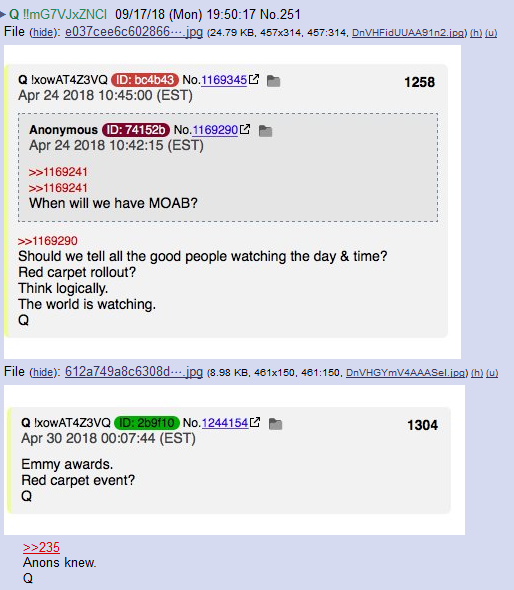 Q !!mG7VJxZNCI 09/17/18 (Mon) 19:50:17 No.251
File (hide): e037cee6c602866⋯.jpg (24.79 KB, 457x314, 457:314, DnVHFidUUAA91n2.jpg) (h) (u)
Q !xowAT4Z3VQ ID: bc4b43 No.1169345 1258
Apr 24 2018 10:45:00 (EST)
Anonymous ID: 74152b No.1169290
Apr 24 2018 10:42:15 (EST)
>>1169241
>>1169241
When will we have MOAB?
>>1169290
Should we tell all the good people watching the day & time?
Red carpet rollout?
Think logically.
The world is watching.
Q
File (hide): 612a749a8c6308d⋯.jpg (8.98 KB, 461x150, 461:150, DnVHGYmV4AAASeI.jpg) (h) (u)
Q !xowAT4Z3VQ ID: 2b9f10 No.1244154 1304
Apr 30 2018 00:07:44 (EST)
Emmy awards.
Red carpet event?
Q
>>235
Anons knew.
Q